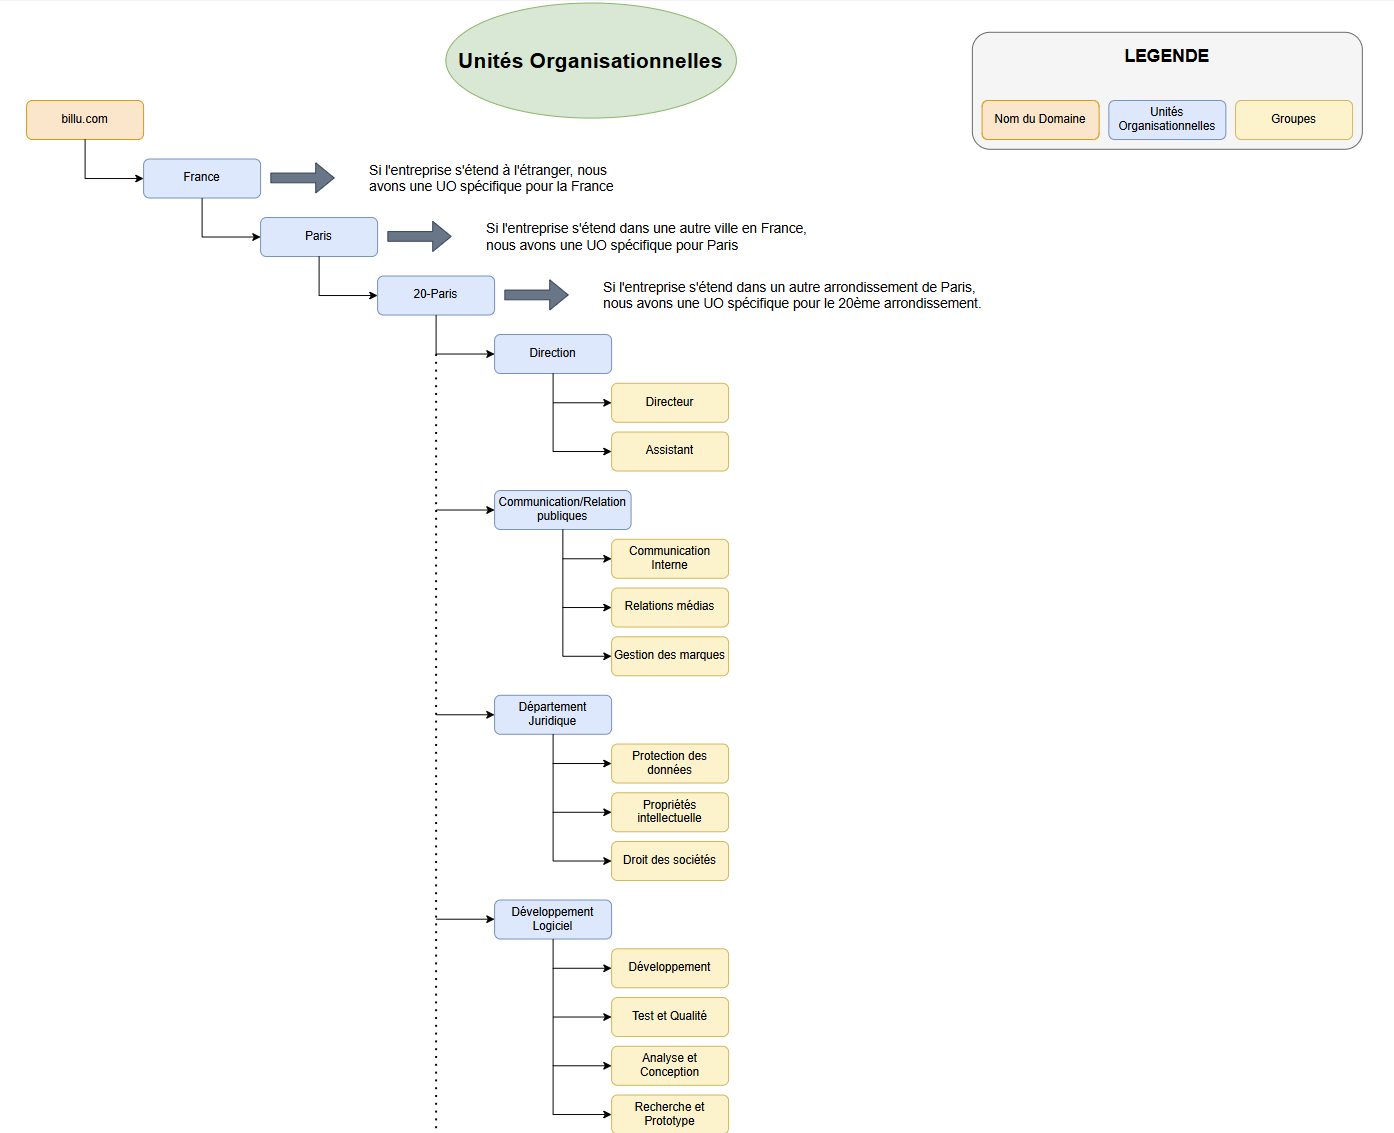 Unités Organisationnelles
LEGENDE
Nom du Domaine
Unités
Organisationnelles
Groupes
billu.com
France
Si l'entreprise s'étend à l'étranger, nous
avons une UO spécifique pour la France
Paris
Si l'entreprise s'étend dans une autre ville en France,
nous avons une UO spécifique pour Paris
20-Paris
Si l'entreprise s'étend dans un autre arrondissement de Paris,
nous avons une UO spécifique pour le 20ème arrondissement.
Direction
Directeur
Assistant
Communication/Relation
publiques
Communication
Interne
Relations médias
Gestion des marques
Département
Juridique
Protection des
données
Propriétés
intellectuelle
Droit des sociétés
Développement
Logiciel
Développement
Test et Qualité
Analyse et
Conception
Recherche et
Prototype